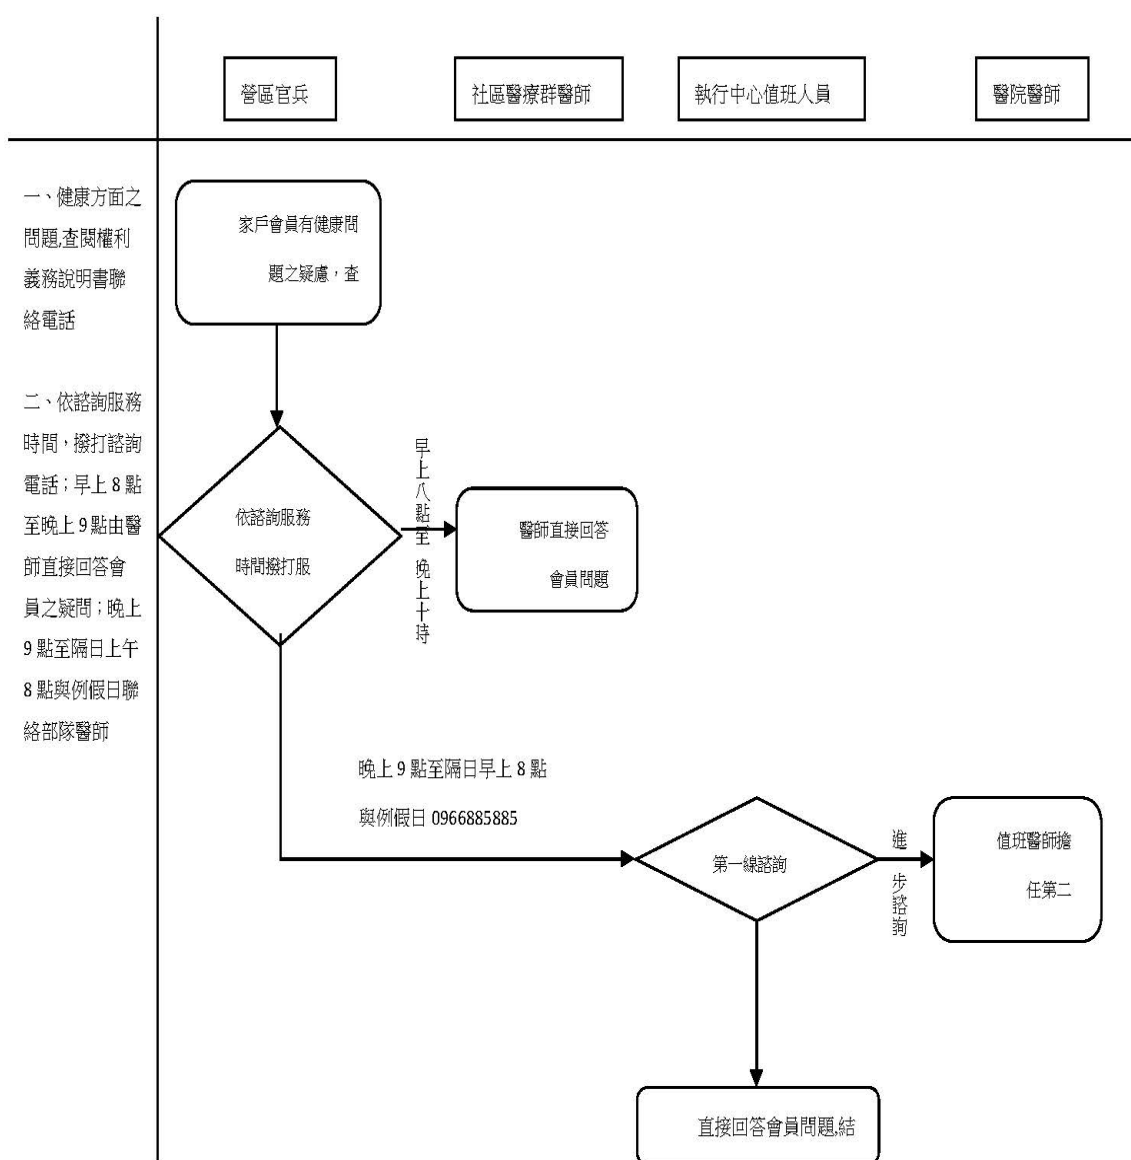 營區官兵
社區醫療群醫師
執行中心值班人員
醫院醫師
一、健康方面之
問題,查閱權利
義務說明書聯
絡電話
二、依諮詢服務
時間，撥打諮詢
電話；早上 8 點
至晚上 9 點由醫
師直接回答會
員之疑問；晚上
9 點至隔日上午
8 點與例假日聯
絡部隊醫師
家戶會員有健康問
題之疑慮，查
依諮詢服務
時間撥打服
早上八點至 晚上十時
醫師直接回答
會員問題
晚上 9 點至隔日早上 8 點
與例假日 0966885885
第一線諮詢
進
步諮詢
值班醫師擔
任第二
直接回答會員問題,結